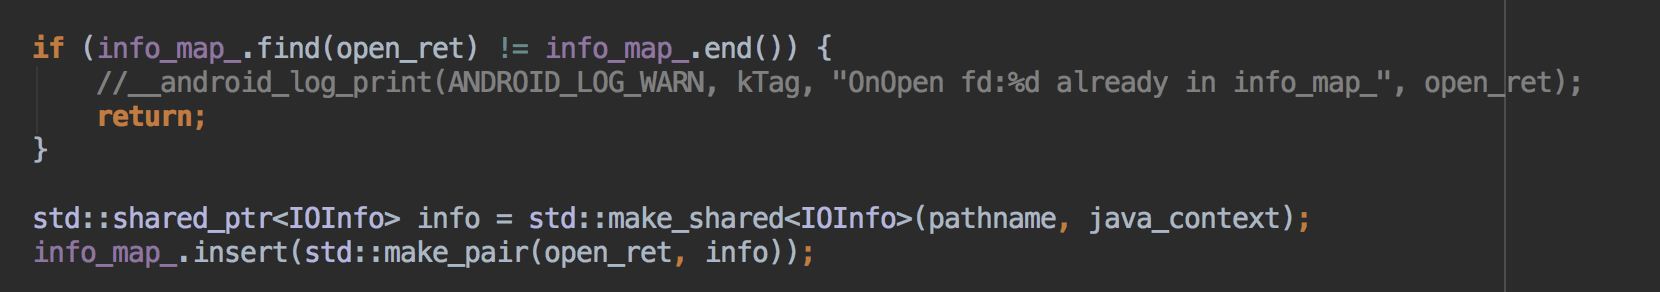 if (info_map_.find(open_ret) != info_map_.end()) {
//__android_log_print(ANDROID_LOG_WARN, kTag, "OnOpen fd:%d already in info_map_", open_ret);
return;
}
std::shared_ptr<IOInfo> info = std::make_shared<IOInfo>(pathname, java_context);
info_map_.insert(std::make_pair(open_ret, info));